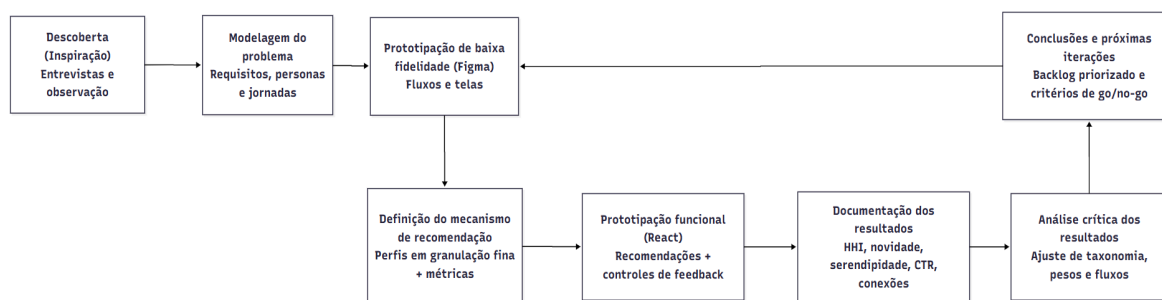 Descoberta
(Inspiração)
Entrevistas e
observação
Modelagem do
problema
Requisitos, personas
e jornadas
Prototipação de baixa
fidelidade (Figma)
Fluxos e telas
Conclusões e próximas
iterações
Backlog priorizado e
critérios de go/no-go
Definição do mecanismo
de recomendação
Perfis em granulação fina
+ métricas
Prototipação funcional
(React)
Recomendações +
controles de feedback
Documentação dos
resultados
HHI, novidade,
serendipidade, CTR,
conexões
Análise crítica dos
resultados
Ajuste de taxonomia,
pesos e fluxos